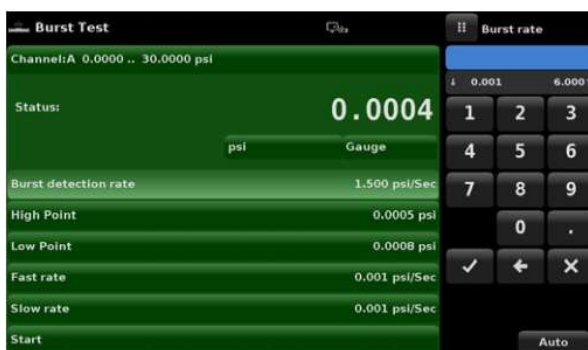 Burst Test
Channel:A 0.0000 .. 30.0000 psi
Status:
0.0004
psi Gauge
Burst detection rate 1.500 psi/Sec
High Point 0.0005 psi
Low Point 0.0008 psi
Fast rate 0.001 psi/Sec
Slow rate 0.001 psi/Sec
Start
Burst rate
↓ 0.001 6.000↑
1 2 3
4 5 6
7 8 9
0 .
Auto